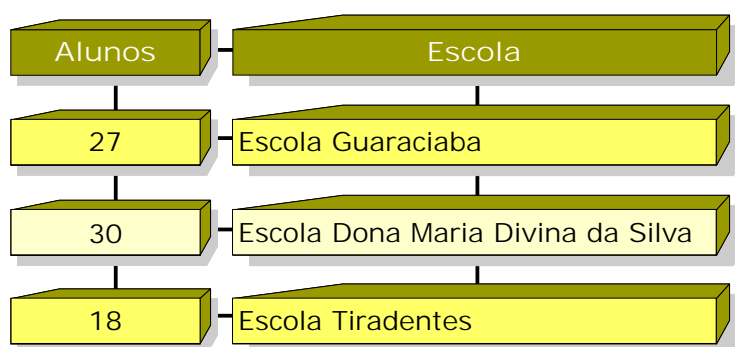 Alunos Escola
27 Escola Guaraciaba
30 Escola Dona Maria Divina da Silva
18 Escola Tiradentes